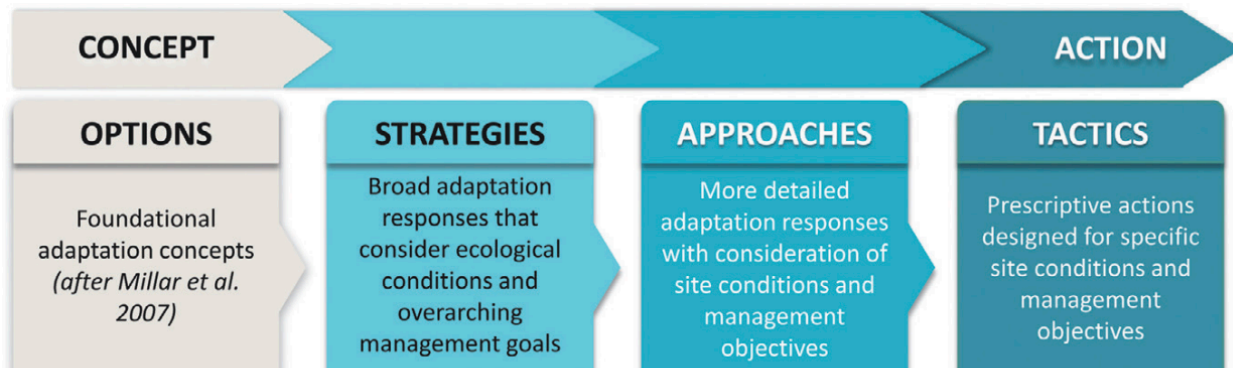 CONCEPT
ACTION
OPTIONS
Foundational
adaptation concepts
(after Millar et al.
2007)
STRATEGIES
Broad adaptation
responses that
consider ecological
conditions and
overarching
management goals
APPROACHES
More detailed
adaptation responses
with consideration of
site conditions and
management
objectives
TACTICS
Prescriptive actions
designed for specific
site conditions and
management
objectives